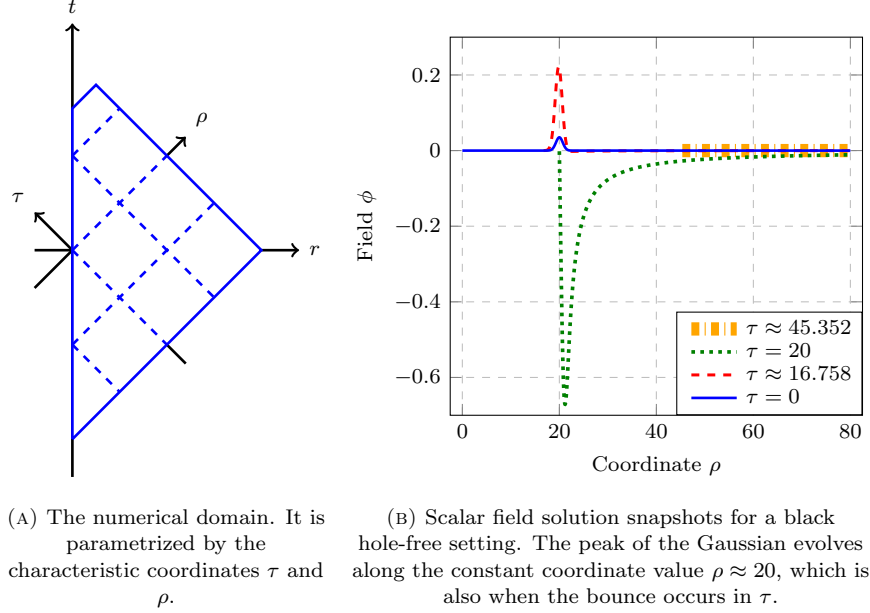 t
ρ
τ
r
Field ϕ
0.2
0
−0.2
−0.4
−0.6
0
20
40
60
80
Coordinate ρ
τ ≈ 45.352
τ = 20
τ ≈ 16.758
τ = 0
(A) The numerical domain. It is
parametrized by the
characteristic coordinates τ and
ρ.
(B) Scalar field solution snapshots for a black
hole-free setting. The peak of the Gaussian evolves
along the constant coordinate value ρ ≈ 20, which is
also when the bounce occurs in τ.